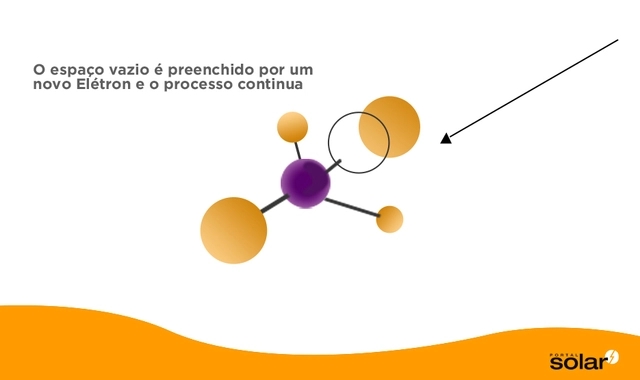 O espaço vazio é preenchido por um
novo Elétron e o processo continua
PORTAL
solar